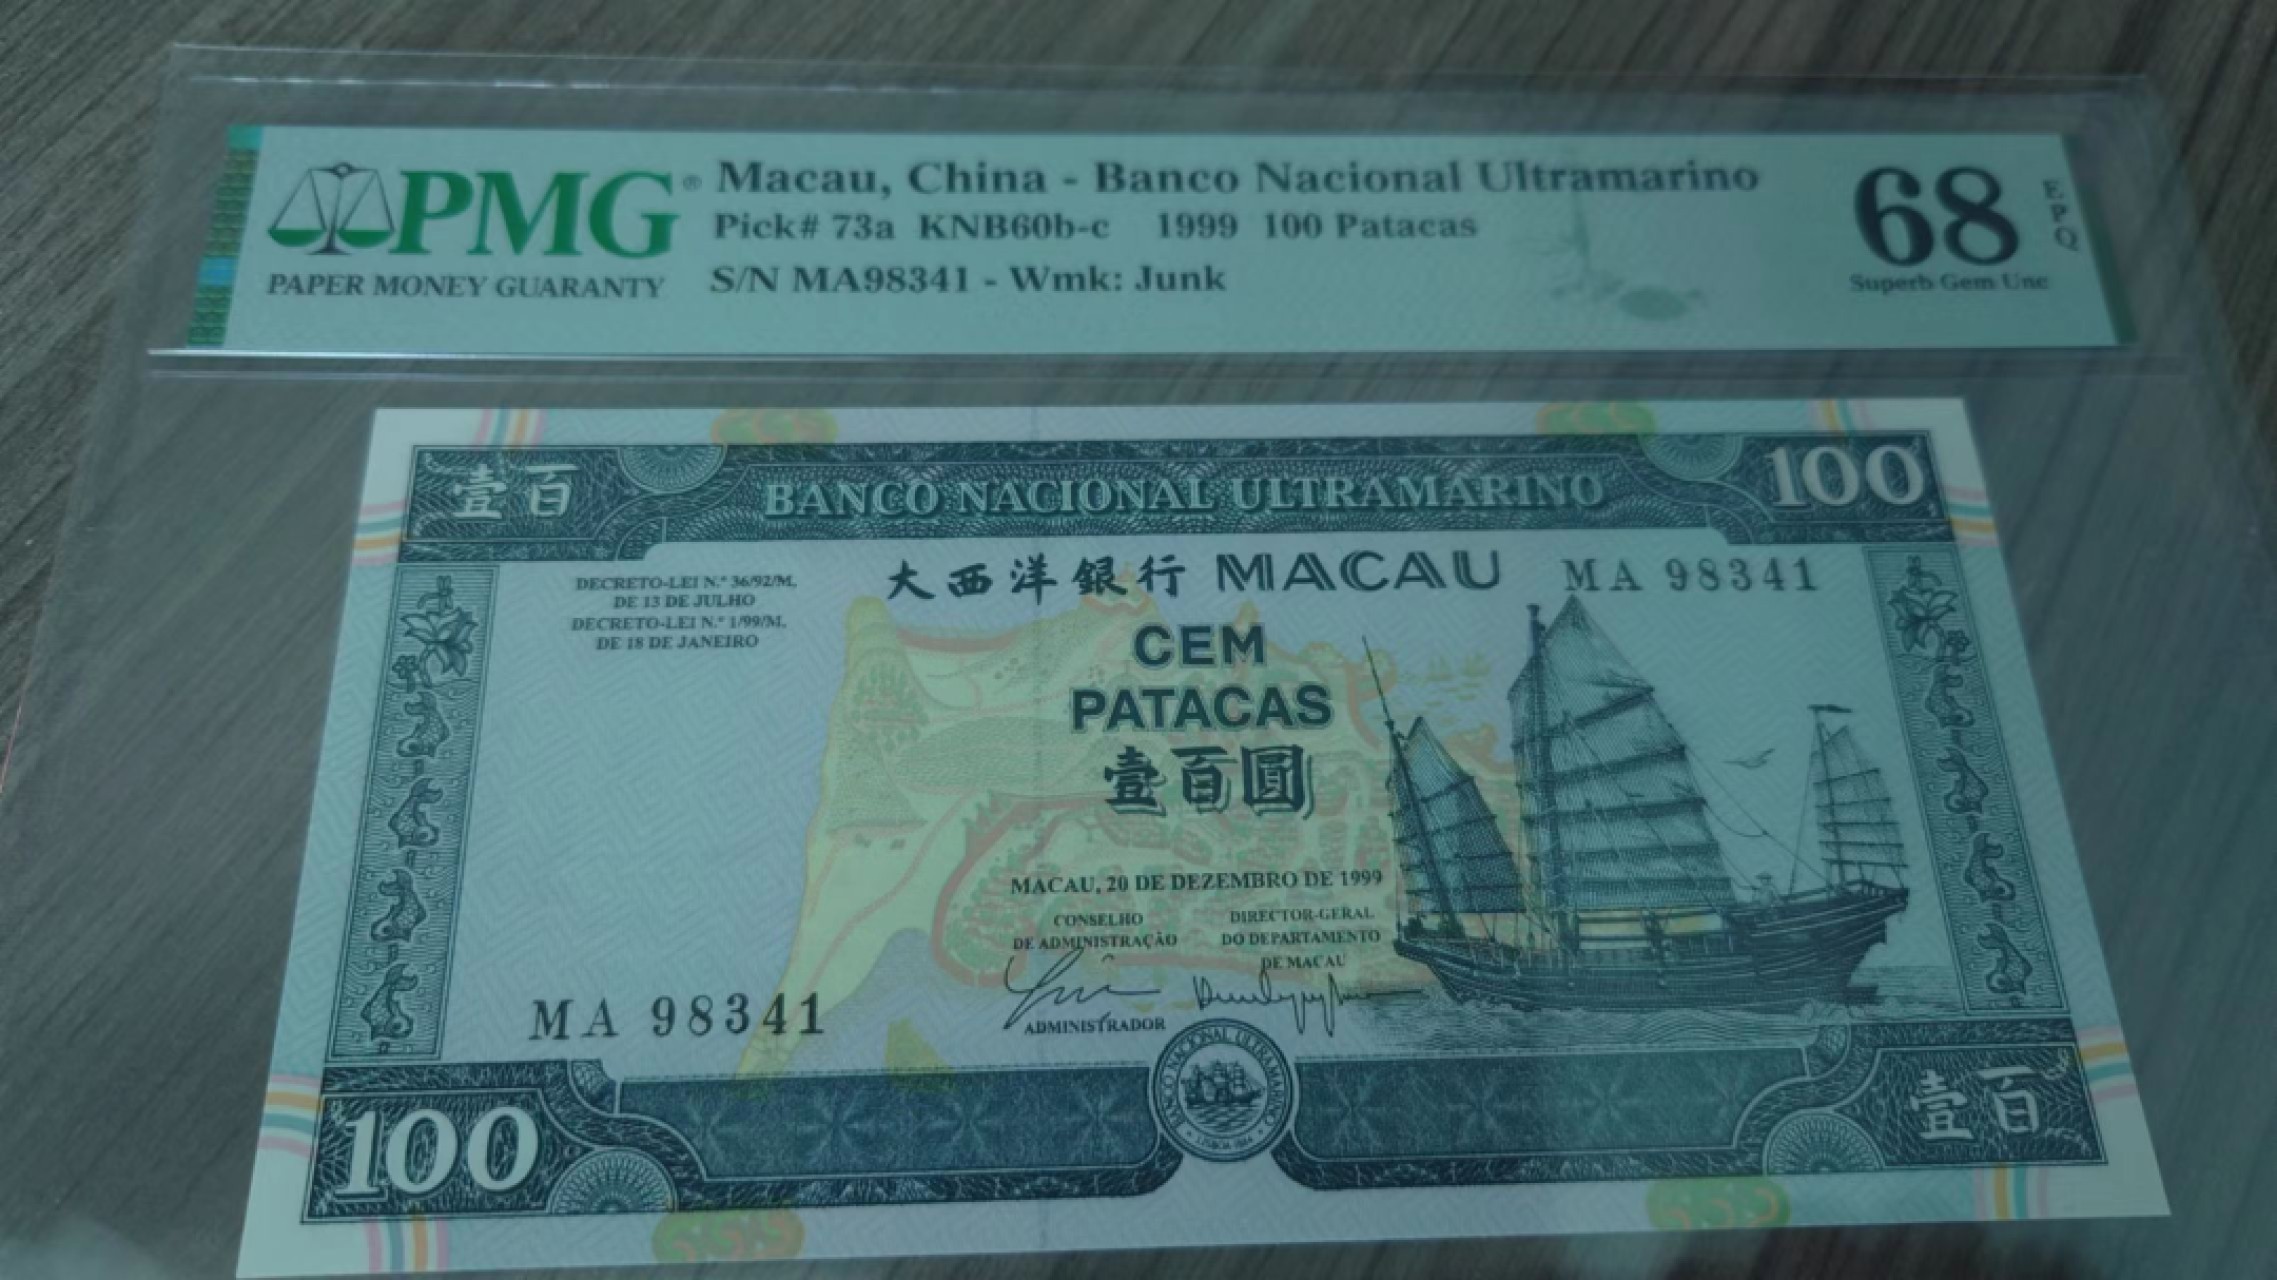 PMG® Macau, China - Banco Nacional Ultramarino 68 EPQ
Pick# 73a KNB60b-c 1999 100 Patacas
PAPER MONEY GUARANTY S/N MA98341 - Wmk: Junk Superb Gem Unc
壹百 BANCO NACIONAL ULTRAMARINO 100
大西洋銀行 MACAU MA 98341
DECRETO-LEI N.º 36/92/M.
DE 13 DE JULHO
DECRETO-LEI N.º 1/99/M.
DE 18 DE JANEIRO
CEM
PATACAS
壹百圓
MACAU, 20 DE DEZEMBRO DE 1999
CONSELHO
DE ADMINISTRAÇÃO
DIRECTOR-GERAL
DO DEPARTAMENTO
DE MACAU
ADMINISTRADOR
MA 98341
BANCO NACIONAL ULTRAMARINO
LISBOA 1864
100 壹百